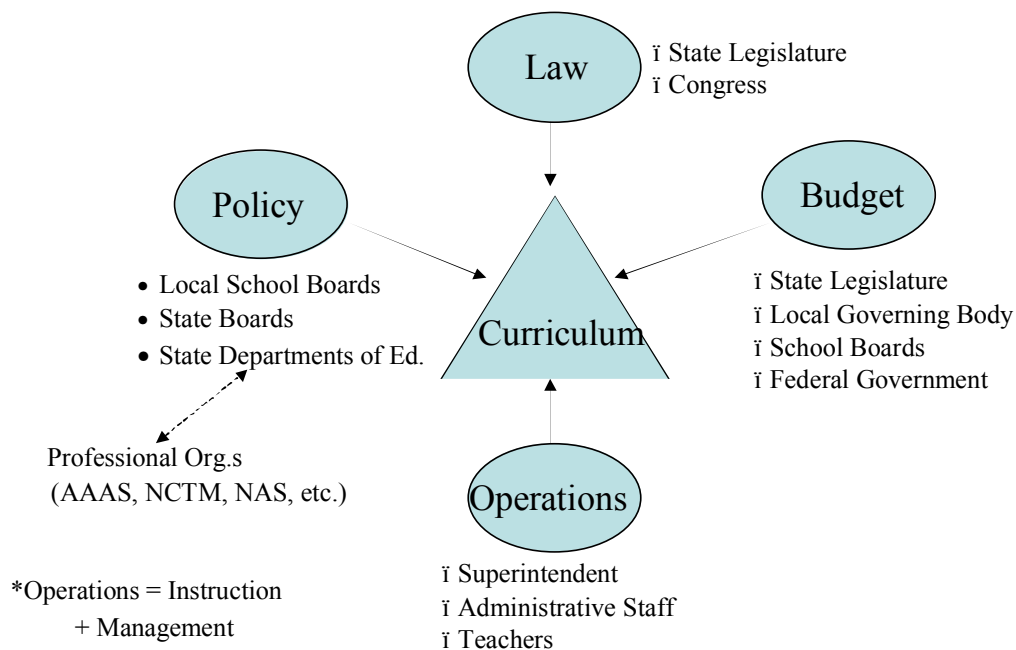 Law
ï State Legislature
ï Congress
Policy
• Local School Boards
• State Boards
• State Departments of Ed.
Professional Org.s
(AAAS, NCTM, NAS, etc.)
Budget
ï State Legislature
ï Local Governing Body
ï School Boards
ï Federal Government
Curriculum
Operations
ï Superintendent
ï Administrative Staff
ï Teachers
*Operations = Instruction
+ Management